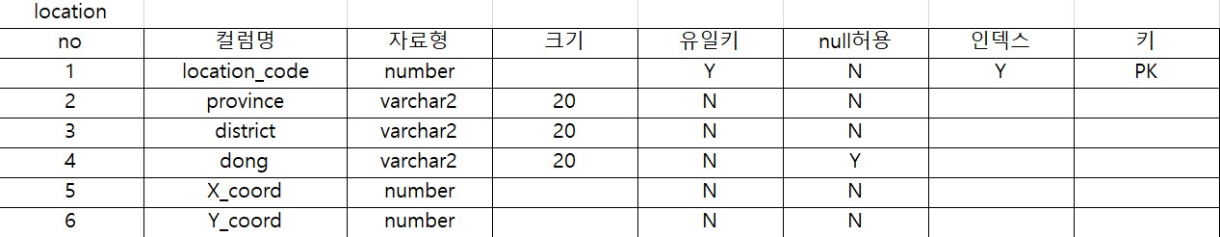 location
no 컬럼명 자료형 크기 유일키 null허용 인덱스 키
1 location_code number Y N Y PK
2 province varchar2 20 N N
3 district varchar2 20 N N
4 dong varchar2 20 N Y
5 X_coord number N N
6 Y_coord number N N